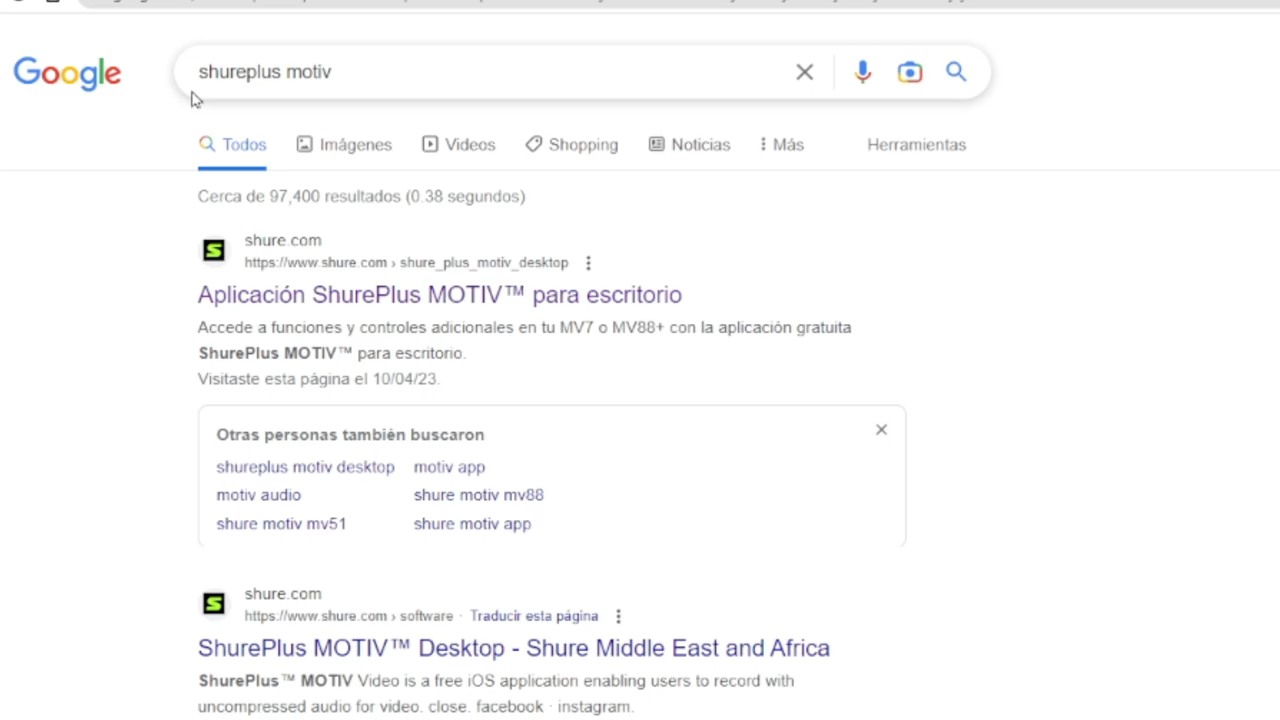 Google
shureplus motiv
Todos Imágenes Videos Shopping Noticias Más Herramientas
Cerca de 97,400 resultados (0.38 segundos)
shure.com
https://www.shure.com › shure_plus_motiv_desktop
Aplicación ShurePlus MOTIV™ para escritorio
Accede a funciones y controles adicionales en tu MV7 o MV88+ con la aplicación gratuita
ShurePlus MOTIV™ para escritorio.
Visitaste esta página el 10/04/23.
Otras personas también buscaron
shureplus motiv desktop motiv app
motiv audio shure motiv mv88
shure motiv mv51 shure motiv app
shure.com
https://www.shure.com › software · Traducir esta página
ShurePlus MOTIV™ Desktop - Shure Middle East and Africa
ShurePlus™ MOTIV Video is a free iOS application enabling users to record with
uncompressed audio for video. close. facebook · instagram.